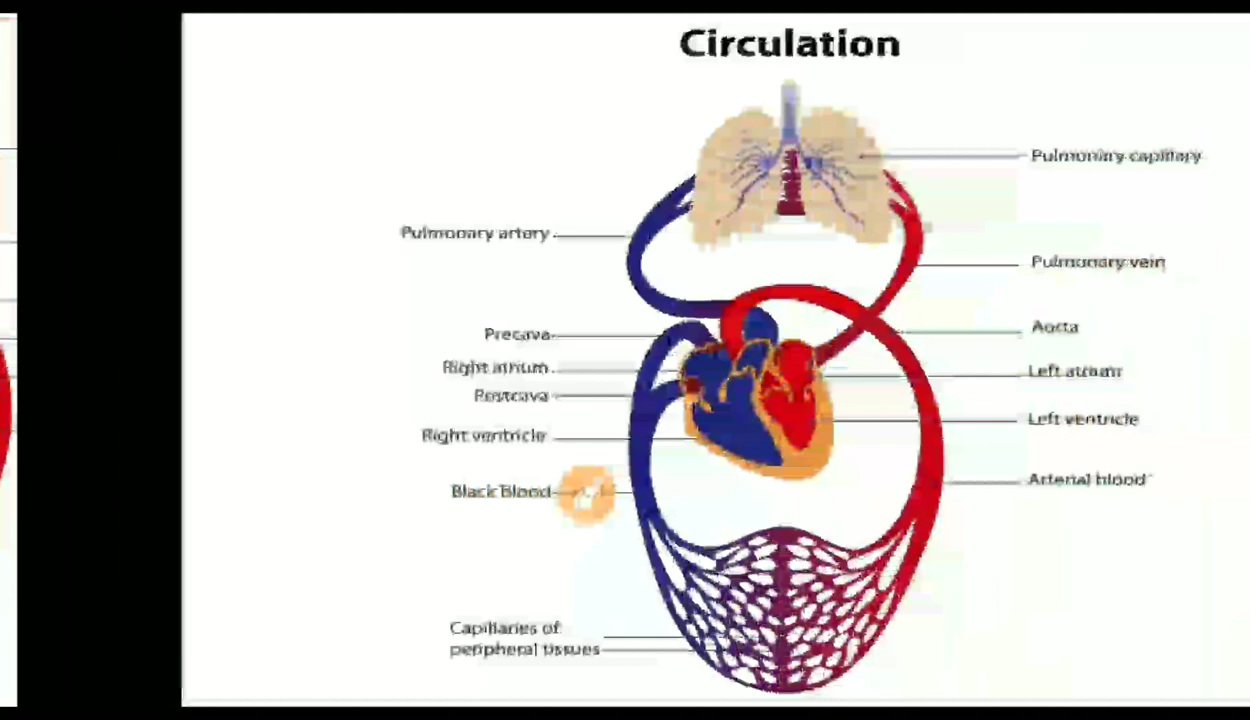 Circulation
Pulmonary capillary
Pulmonary artery
Pulmonary vein
Aorta
Precava
Right atrium
Left atrium
Postcava
Left ventricle
Right ventricle
Arterial blood
Black Blood
Capillaries of
peripheral tissues